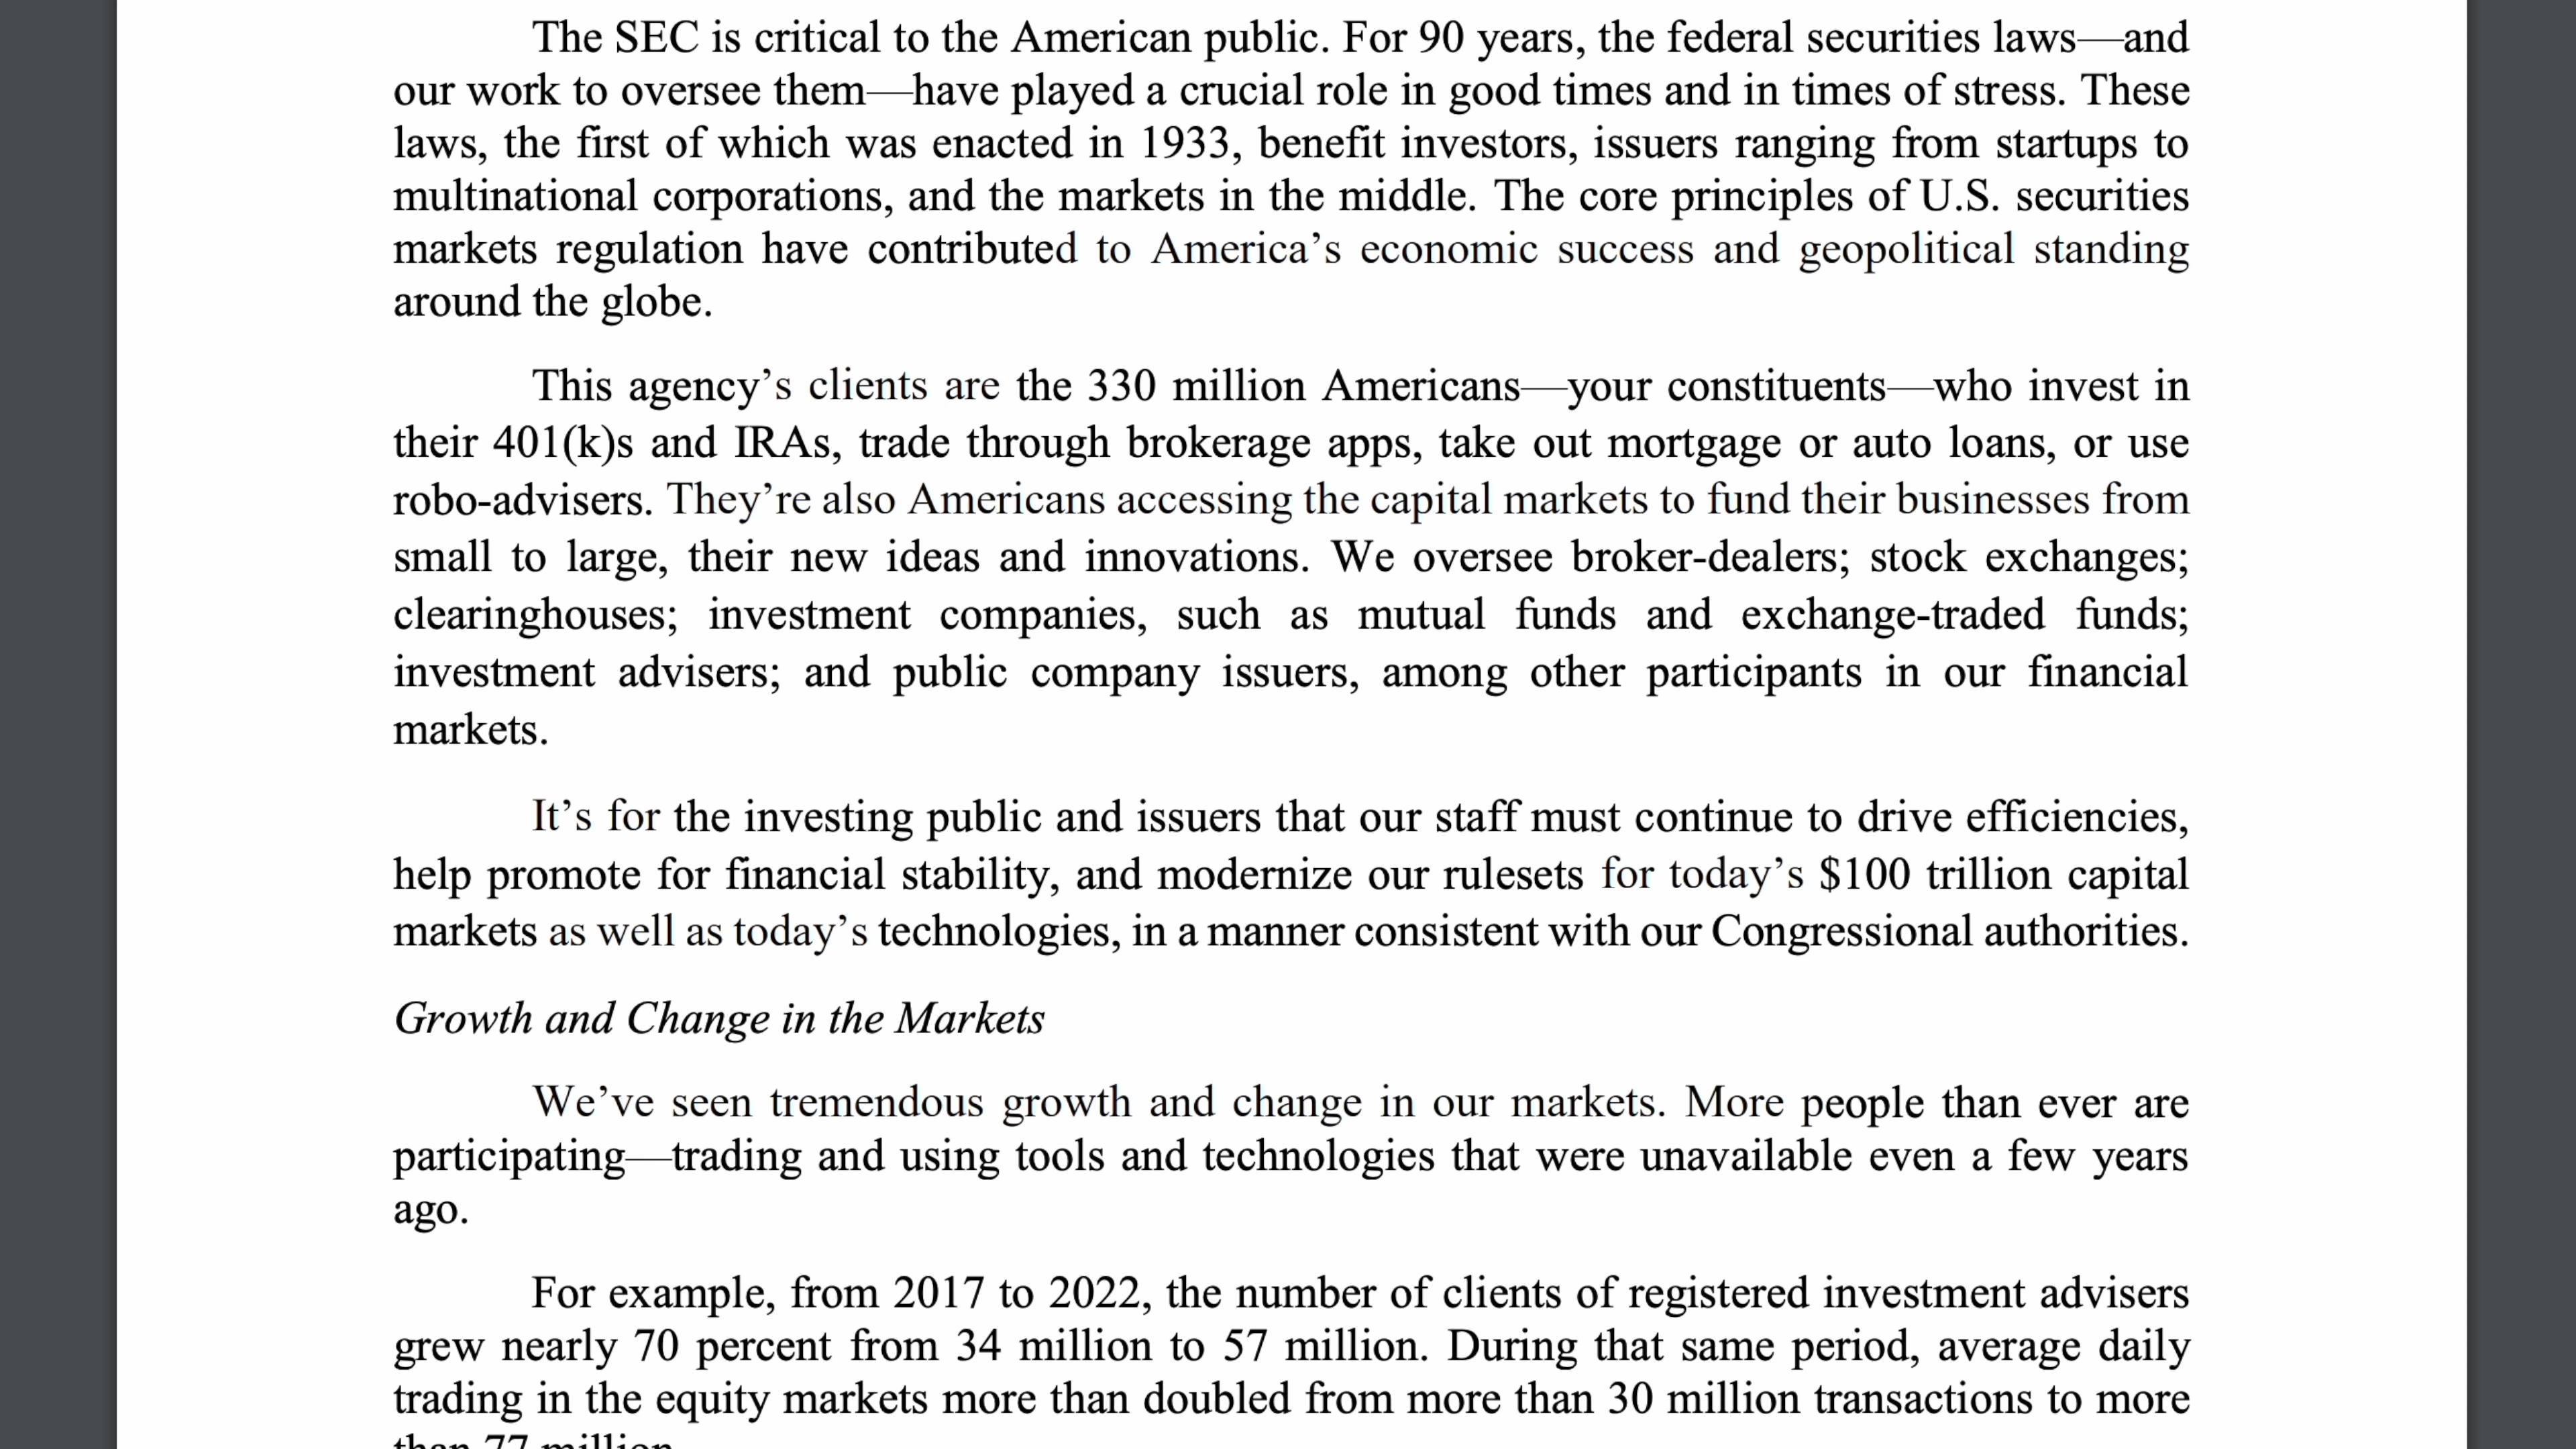 The SEC is critical to the American public. For 90 years, the federal securities laws—and
our work to oversee them—have played a crucial role in good times and in times of stress. These
laws, the first of which was enacted in 1933, benefit investors, issuers ranging from startups to
multinational corporations, and the markets in the middle. The core principles of U.S. securities
markets regulation have contributed to America’s economic success and geopolitical standing
around the globe.
This agency’s clients are the 330 million Americans—your constituents—who invest in
their 401(k)s and IRAs, trade through brokerage apps, take out mortgage or auto loans, or use
robo-advisers. They’re also Americans accessing the capital markets to fund their businesses from
small to large, their new ideas and innovations. We oversee broker-dealers; stock exchanges;
clearinghouses; investment companies, such as mutual funds and exchange-traded funds;
investment advisers; and public company issuers, among other participants in our financial
markets.
It’s for the investing public and issuers that our staff must continue to drive efficiencies,
help promote for financial stability, and modernize our rulesets for today’s $100 trillion capital
markets as well as today’s technologies, in a manner consistent with our Congressional authorities.
Growth and Change in the Markets
We’ve seen tremendous growth and change in our markets. More people than ever are
participating—trading and using tools and technologies that were unavailable even a few years
ago.
For example, from 2017 to 2022, the number of clients of registered investment advisers
grew nearly 70 percent from 34 million to 57 million. During that same period, average daily
trading in the equity markets more than doubled from more than 30 million transactions to more
than 77 million.